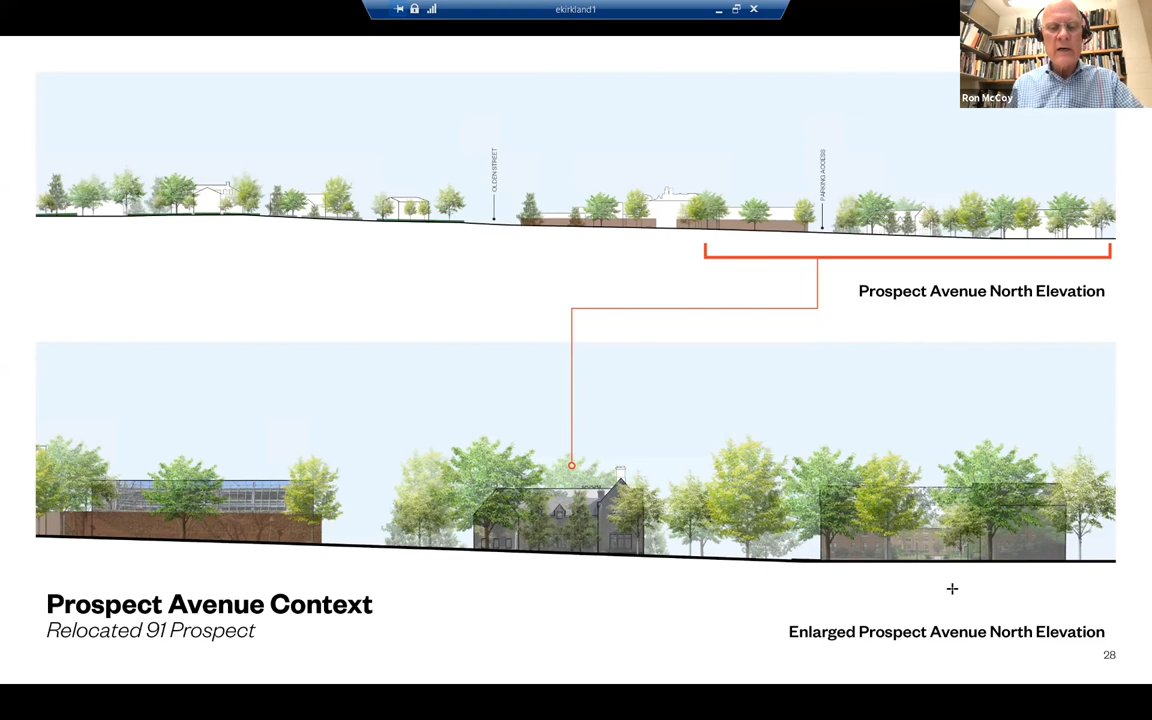 ekirkland1
Ron McCoy
OLDEN STREET
PARKING ACCESS
Prospect Avenue North Elevation
Prospect Avenue Context
Relocated 91 Prospect
Enlarged Prospect Avenue North Elevation
28